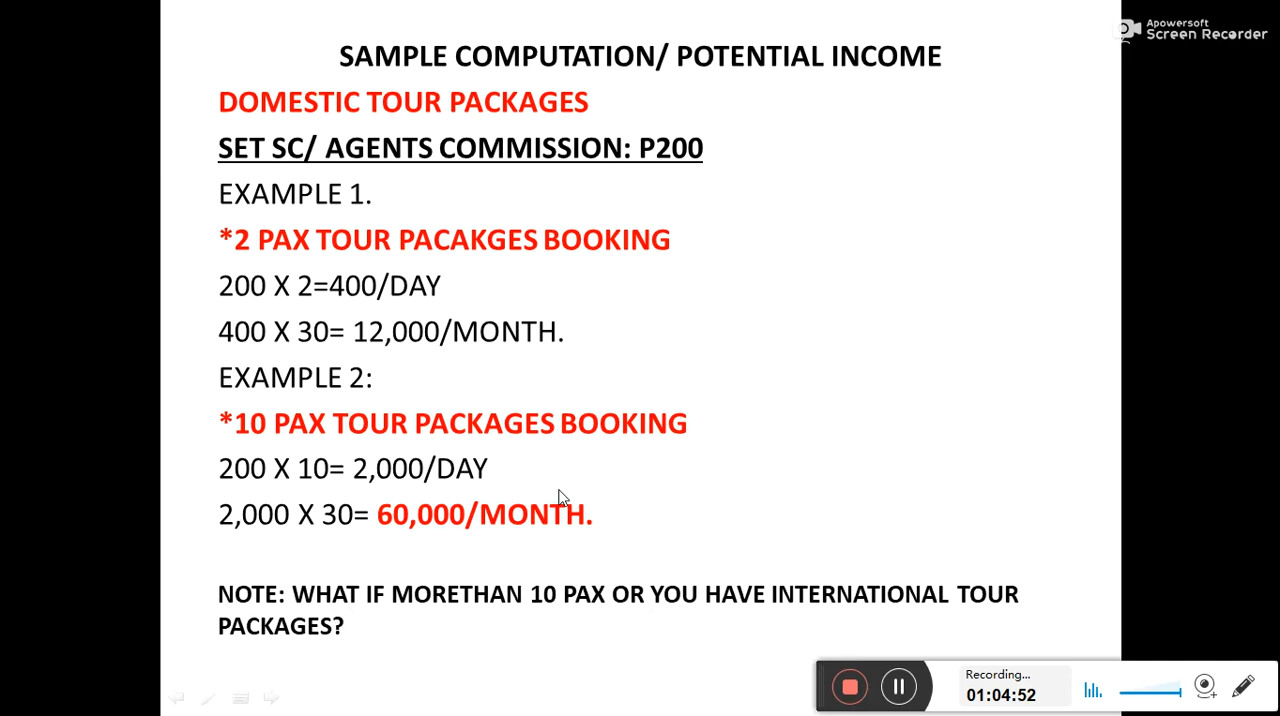 Apowersoft
Screen Recorder
SAMPLE COMPUTATION/ POTENTIAL INCOME
DOMESTIC TOUR PACKAGES
SET SC/ AGENTS COMMISSION: P200
EXAMPLE 1.
*2 PAX TOUR PACAKGES BOOKING
200 X 2=400/DAY
400 X 30= 12,000/MONTH.
EXAMPLE 2:
*10 PAX TOUR PACKAGES BOOKING
200 X 10= 2,000/DAY
2,000 X 30= 60,000/MONTH.
NOTE: WHAT IF MORETHAN 10 PAX OR YOU HAVE INTERNATIONAL TOUR
PACKAGES?
Recording...
01:04:52